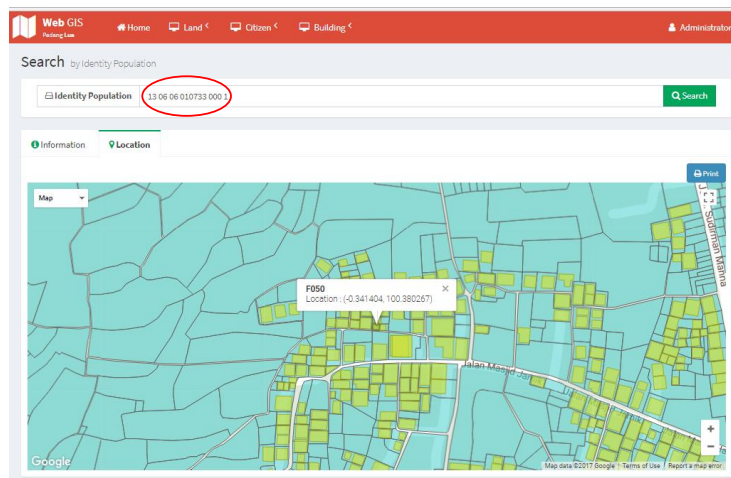 Web GIS
Padang Lua
Home
Land
Citizen
Building
Administrator
Search by Identity Population
Identity Population
13 06 06 010733 000 1
Search
Information
Location
Print
Map
Sudirman Manna
F050
Location : (-0.341404, 100.380267)
Jalan Masjid Jamik
Google
Map data ©2017 Google
Terms of Use
Report a map error